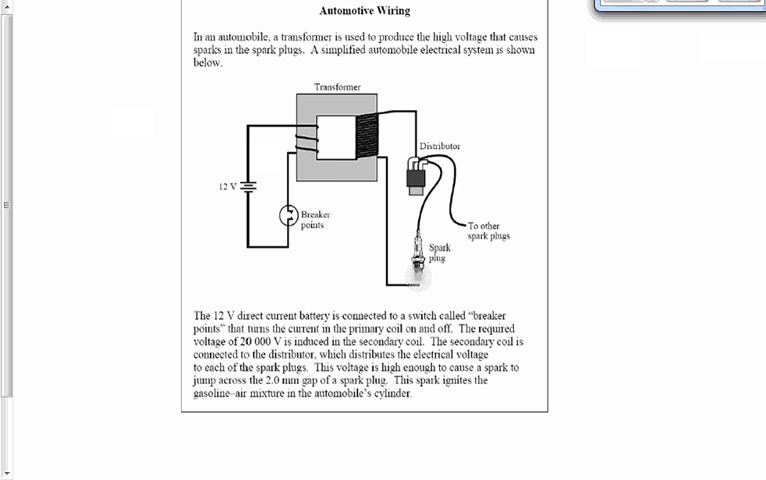 Automotive Wiring
In an automobile, a transformer is used to produce the high voltage that causes
sparks in the spark plugs. A simplified automobile electrical system is shown
below.
Transformer
Distributor
12 V
Breaker
points
To other
spark plugs
Spark
plug
The 12 V direct current battery is connected to a switch called “breaker
points” that turns the current in the primary coil on and off. The required
voltage of 20 000 V is induced in the secondary coil. The secondary coil is
connected to the distributor, which distributes the electrical voltage
to each of the spark plugs. This voltage is high enough to cause a spark to
jump across the 2.0 mm gap of a spark plug. This spark ignites the
gasoline–air mixture in the automobile’s cylinder.